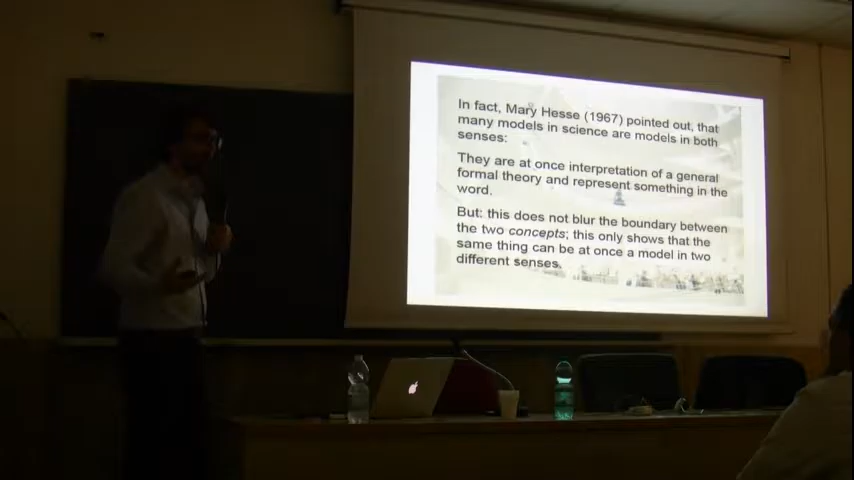 In fact, Mary Hesse (1967) pointed out, that
many models in science are models in both
senses:
They are at once interpretation of a general
formal theory and represent something in the
word.
But: this does not blur the boundary between
the two concepts; this only shows that the
same thing can be at once a model in two
different senses.